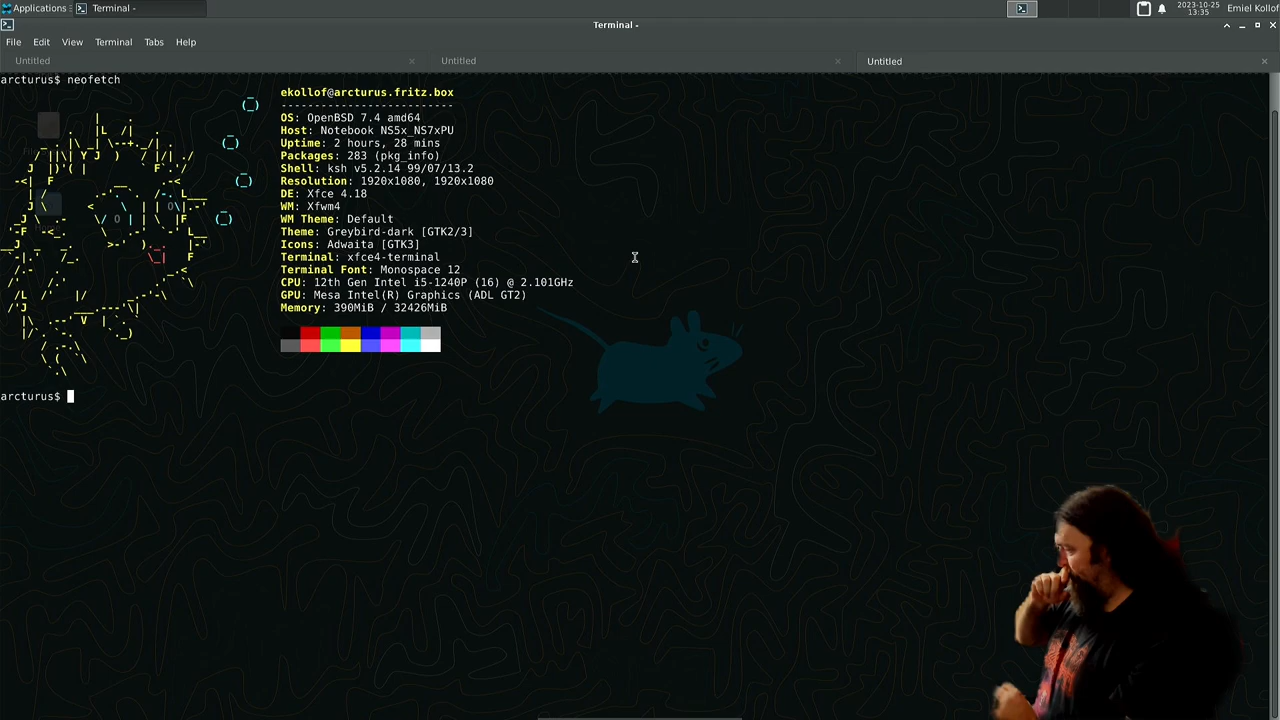 Applications
Terminal -
2023-10-25
13:35
Emiel Kollof
Terminal -
File Edit View Terminal Tabs Help
Untitled
Untitled
Untitled
arcturus$ neofetch
ekollof@arcturus.fritz.box
--------------------------
OS: OpenBSD 7.4 amd64
Host: Notebook NS5x_NS7xPU
Uptime: 2 hours, 28 mins
Packages: 283 (pkg_info)
Shell: ksh v5.2.14 99/07/13.2
Resolution: 1920x1080, 1920x1080
DE: Xfce 4.18
WM: Xfwm4
WM Theme: Default
Theme: Greybird-dark [GTK2/3]
Icons: Adwaita [GTK3]
Terminal: xfce4-terminal
Terminal Font: Monospace 12
CPU: 12th Gen Intel i5-1240P (16) @ 2.101GHz
GPU: Mesa Intel(R) Graphics (ADL GT2)
Memory: 390MiB / 32426MiB
arcturus$